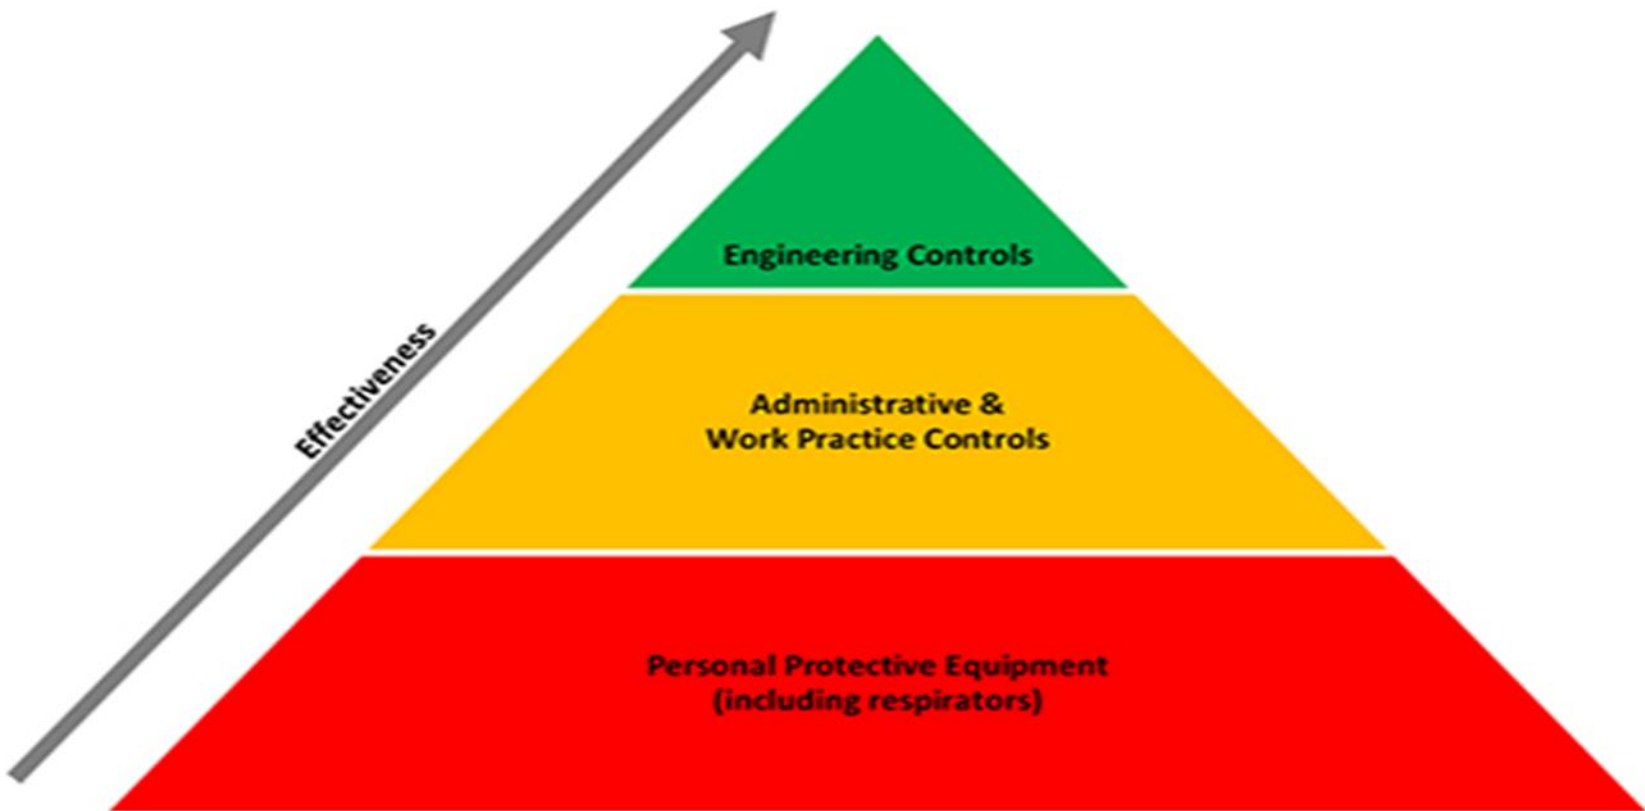 Effectiveness
Engineering Controls
Administrative &
Work Practice Controls
Personal Protective Equipment
(including respirators)